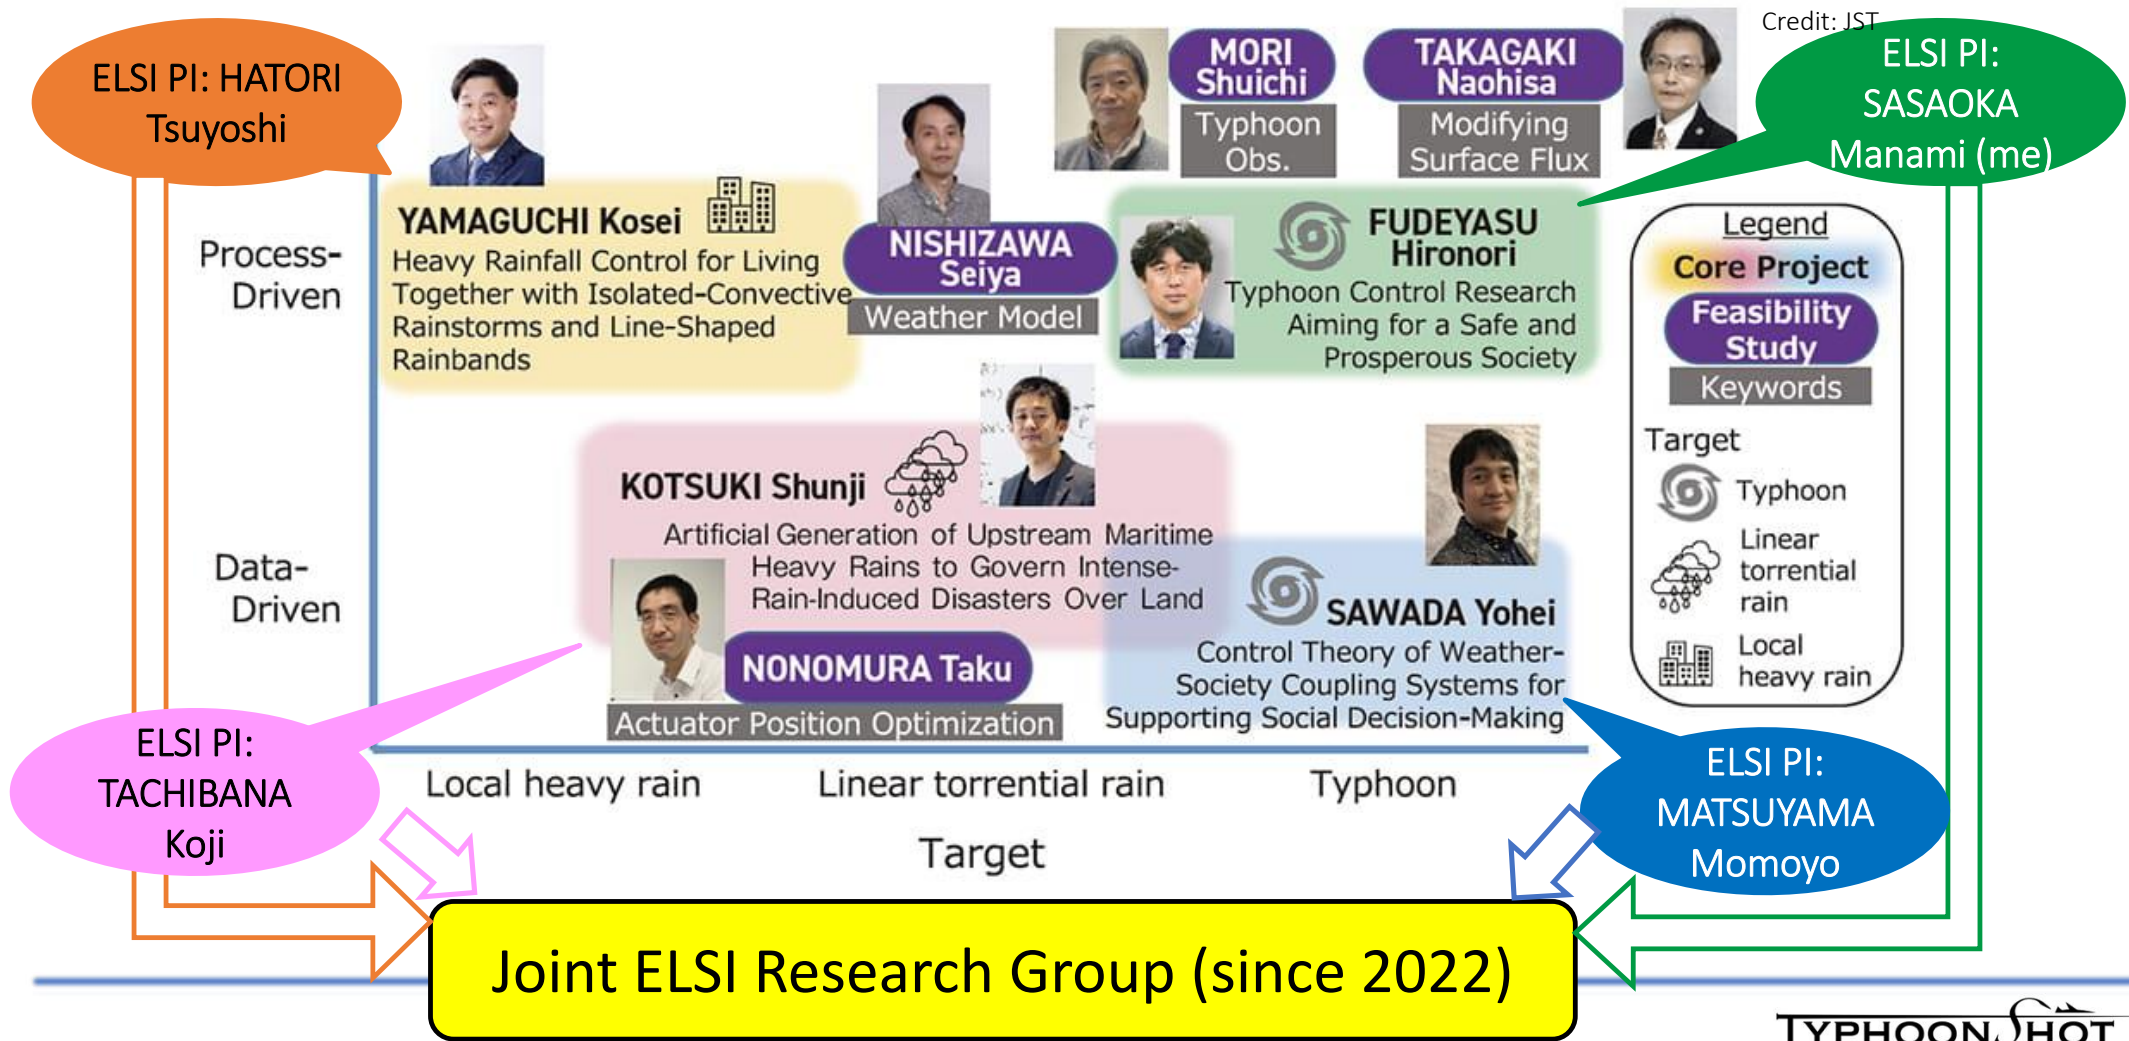 Credit: JST
ELSI PI: HATORI
Tsuyoshi
MORI
Shuichi
Typhoon
Obs.
TAKAGAKI
Naohisa
Modifying
Surface Flux
ELSI PI:
SASAOKA
Manami (me)
Process-
Driven
YAMAGUCHI Kosei
Heavy Rainfall Control for Living
Together with Isolated-Convective
Rainstorms and Line-Shaped
Rainbands
NISHIZAWA
Seiya
Weather Model
FUDEYASU
Hironori
Typhoon Control Research
Aiming for a Safe and
Prosperous Society
Legend
Core Project
Feasibility
Study
Keywords
Target
Typhoon
Linear
torrential
rain
Local
heavy rain
Data-
Driven
KOTSUKI Shunji
Artificial Generation of Upstream Maritime
Heavy Rains to Govern Intense-
Rain-Induced Disasters Over Land
NONOMURA Taku
Actuator Position Optimization
SAWADA Yohei
Control Theory of Weather-
Society Coupling Systems for
Supporting Social Decision-Making
ELSI PI:
TACHIBANA
Koji
ELSI PI:
MATSUYAMA
Momoyo
Local heavy rain
Linear torrential rain
Typhoon
Target
Joint ELSI Research Group (since 2022)
TYPHOONSHOT